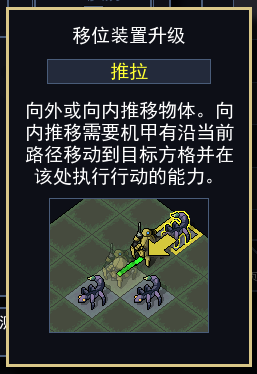 移位装置升级
推拉
向外或向内推移物体。向
内推移需要机甲有沿当前
路径移动到目标方格并在
该处执行行动的能力。